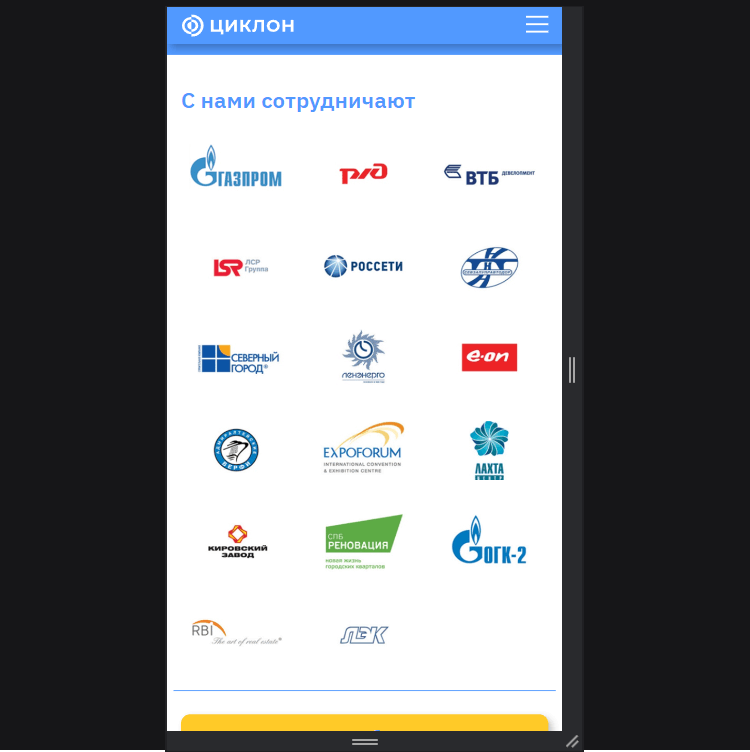 ЦИКЛОН
С нами сотрудничают
ГАЗПРОМ
РЖД
ВТБ ДЕВЕЛОПМЕНТ
LSR ЛСР
Группа
РОССЕТИ
СЕВЕРНЫЙ
ГОРОД®
ЛЕНЭНЕРГО
e·on
АДМИРАЛТЕЙСКИЕ
ВЕРФИ
EXPOFORUM
INTERNATIONAL CONVENTION
& EXHIBITION CENTRE
ЛАХТА
ЦЕНТР
КИРОВСКИЙ
ЗАВОД
СПБ
РЕНОВАЦИЯ
НОВАЯ ЖИЗНЬ
ГОРОДСКИХ КВАРТАЛОВ
ОГК-2
RBI
The art of real estate®
ЛЭК